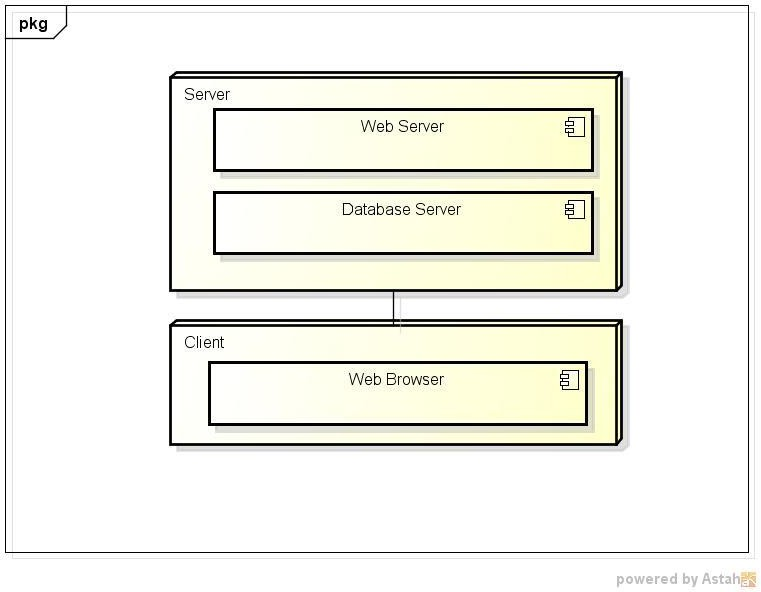 pkg
Server
Web Server
Database Server
Client
Web Browser
powered by Astah